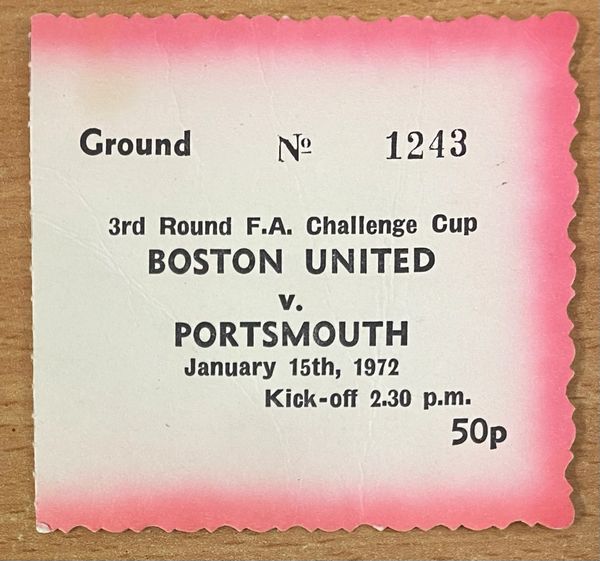 Ground Nº 1243
3rd Round F.A. Challenge Cup
BOSTON UNITED
v.
PORTSMOUTH
January 15th, 1972
Kick-off 2.30 p.m.
50p